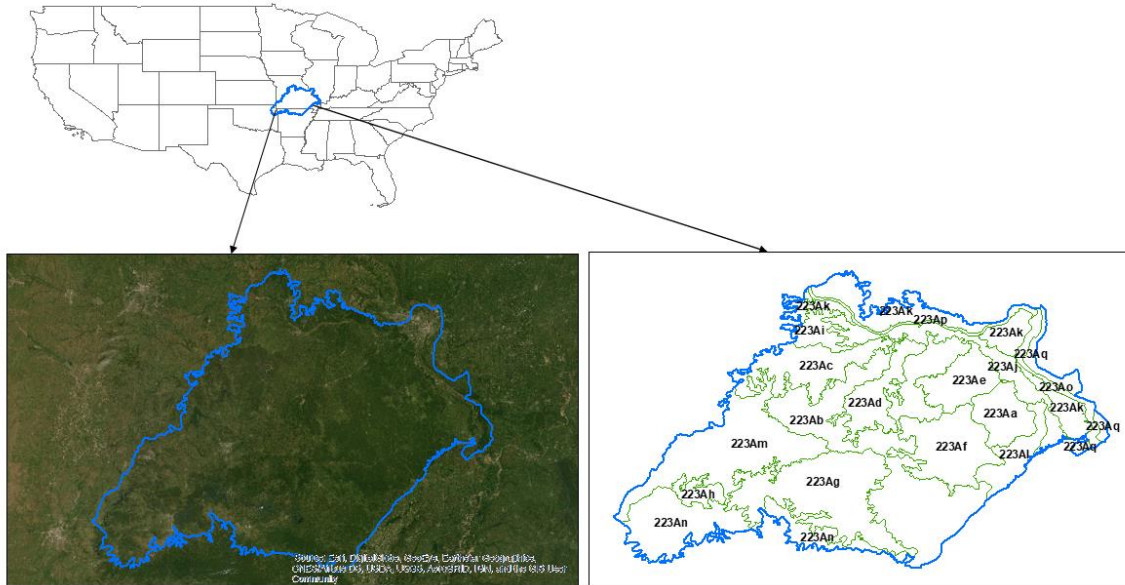 223Ak
223Ak
223Ap
223Ai
223Ak
223Aq
223Ac
223Aj
223Ae
223Ao
223Ad
223Ak
223Aa
223Ab
223Aq
223Am
223Af
223Aq
223AL
223Ag
223Ah
223An
223An
Source: Esri, DigitalGlobe, GeoEye, Earthstar Geographics,
CNES/Airbus DS, USDA, USGS, AeroGRID, IGN, and the GIS User
Community